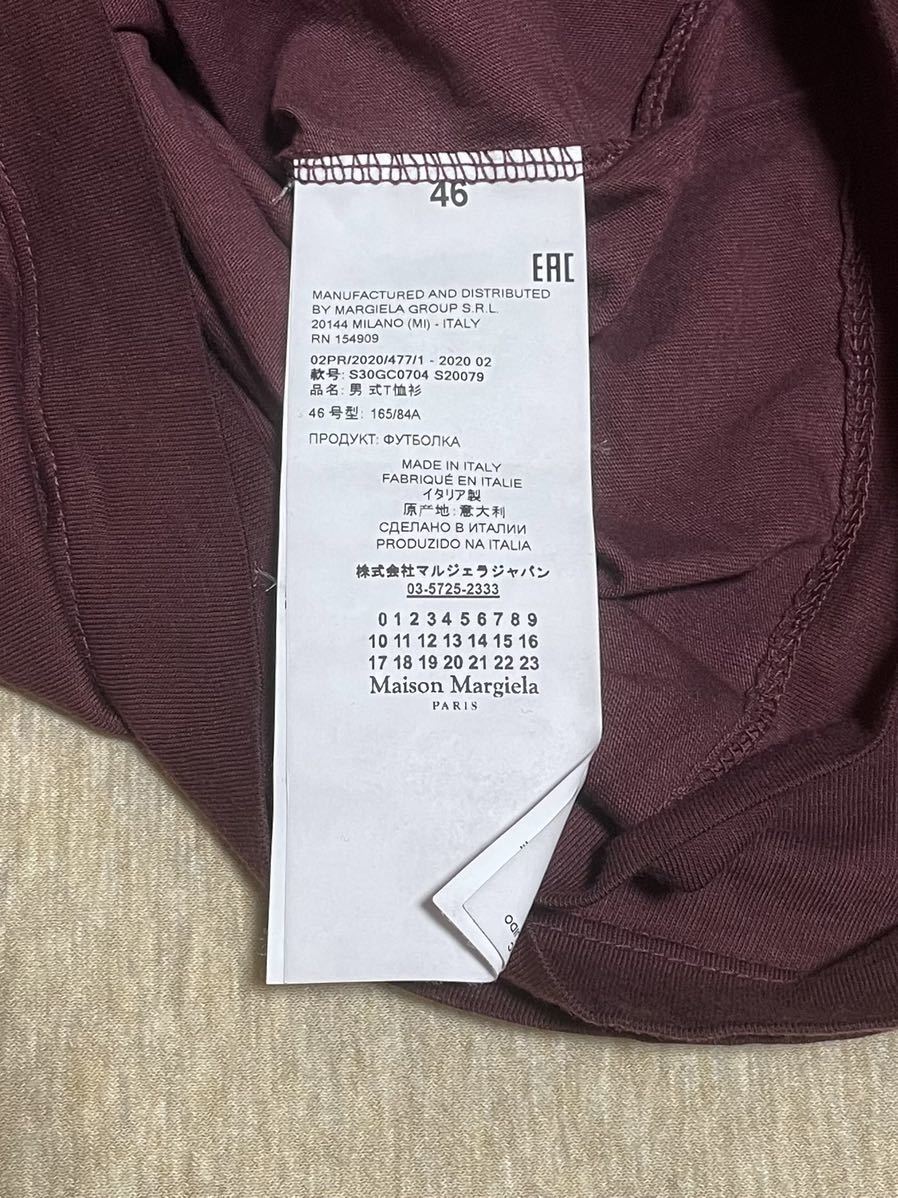 46
EAC
MANUFACTURED AND DISTRIBUTED
BY MARGIELA GROUP S.R.L.
20144 MILANO (MI) - ITALY
RN 154909
02PR/2020/477/1 - 2020 02
款号: S30GC0704 S20079
品名: 男 式T恤衫
46 号型: 165/84A
ПРОДУКТ: ФУТБОЛКА
MADE IN ITALY
FABRIQUÉ EN ITALIE
イタリア製
原产地: 意大利
СДЕЛАНО В ИТАЛИИ
PRODUZIDO NA ITALIA
株式会社マルジェラジャパン
03-5725-2333
0 1 2 3 4 5 6 7 8 9
10 11 12 13 14 15 16
17 18 19 20 21 22 23
Maison Margiela
PARIS